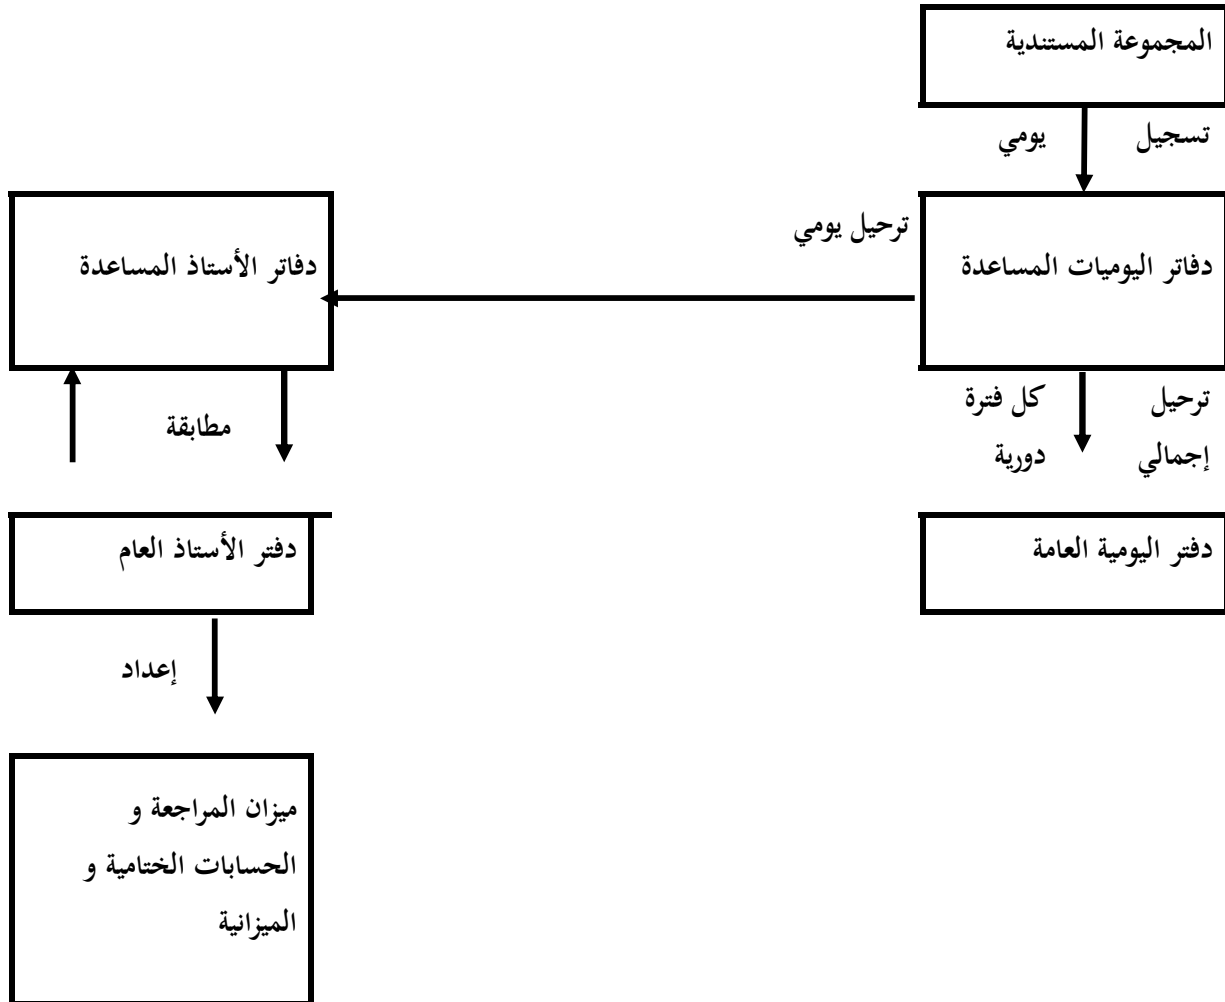 المجموعة المستندية
تسجيل يومي
ترحيل يومي
دفاتر اليوميات المساعدة
دفاتر الأستاذ المساعدة
ترحيل كل فترة
إجمالي دورية
مطابقة
دفتر اليومية العامة
دفتر الأستاذ العام
إعداد
ميزان المراجعة و
الحسابات الختامية و
الميزانية